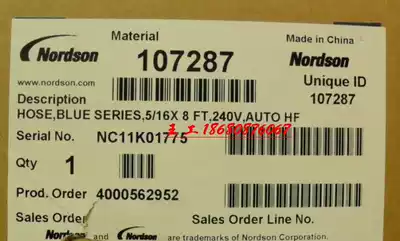 Nordson
Material
107287
Made in China
Nordson
www.nordson.com
Unique ID
107287
Description
HOSE,BLUE SERIES,5/16X 8 FT,240V,AUTO HF
Serial No. NC11K01775
Qty 1
Prod. Order 4000562952
Sales Order
Sales Order Line No.
and Nordson are trademarks of Nordson Corporation.